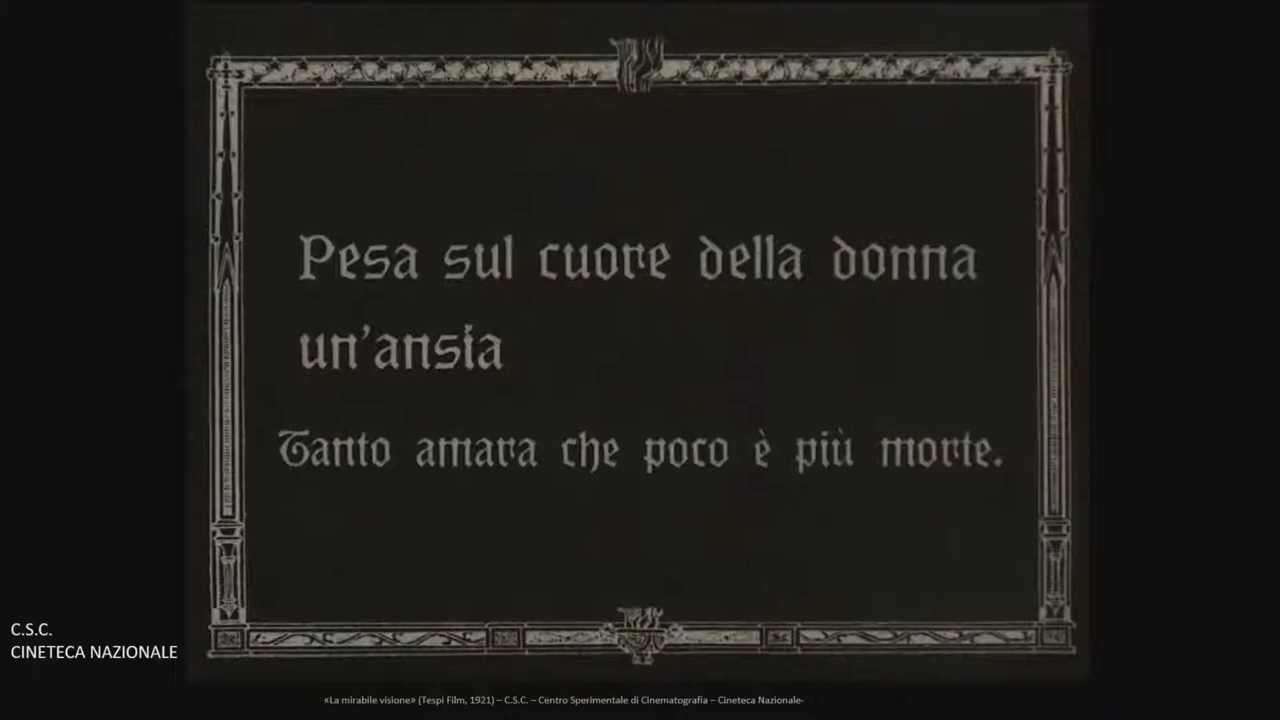 Pesa sul cuore della donna
un'ansia
Tanto amara che poco è più morte.
C.S.C.
CINETECA NAZIONALE
«La mirabile visione» (Tespi Film, 1921) – C.S.C. – Centro Sperimentale di Cinematografia – Cineteca Nazionale-